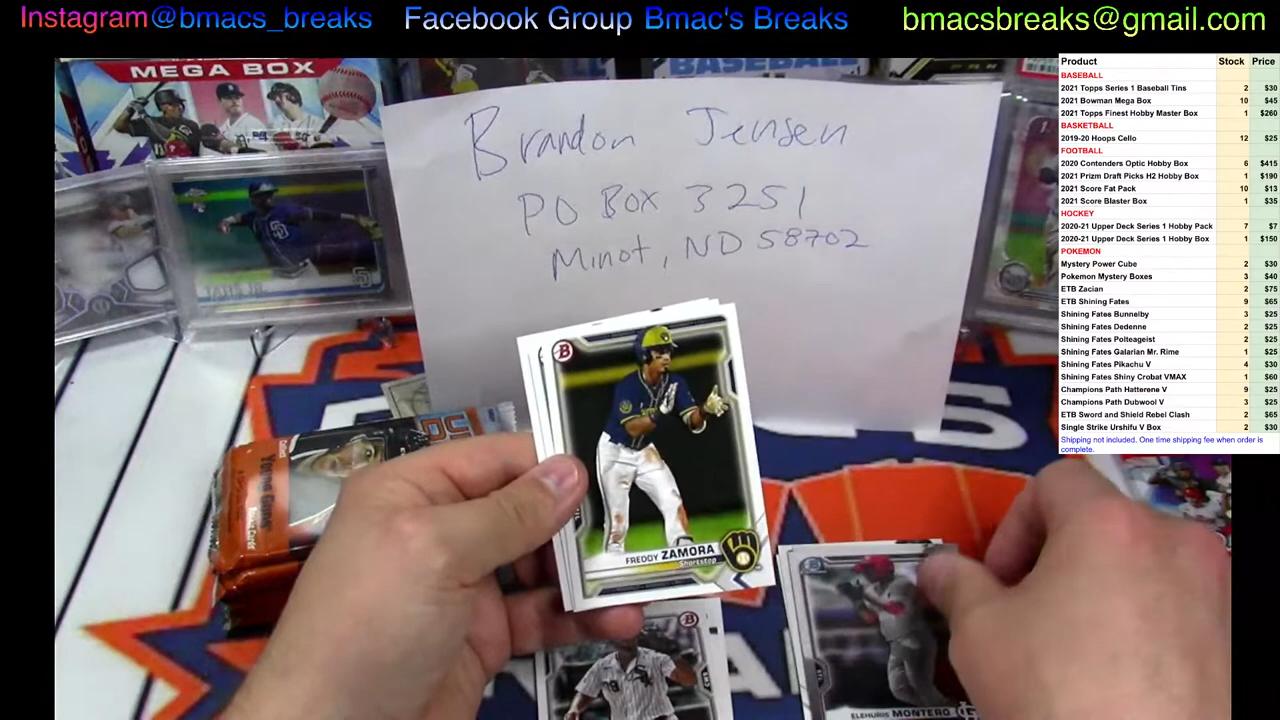 Instagram@bmacs_breaks
Facebook Group Bmac's Breaks
bmacsbreaks@gmail.com
MEGA BOX
BASEBALL
Brandon Jensen
PO Box 3251
Minot, ND 58702
Product Stock Price
BASEBALL
2021 Topps Series 1 Baseball Tins 2 $30
2021 Bowman Mega Box 10 $45
2021 Topps Finest Hobby Master Box 1 $260
BASKETBALL
2019-20 Hoops Cello 12 $25
FOOTBALL
2020 Contenders Optic Hobby Box 6 $415
2021 Prizm Draft Picks H2 Hobby Box 1 $190
2021 Score Fat Pack 10 $13
2021 Score Blaster Box 1 $35
HOCKEY
2020-21 Upper Deck Series 1 Hobby Pack 7 $7
2020-21 Upper Deck Series 1 Hobby Box 1 $150
POKEMON
Mystery Power Cube 2 $30
Pokemon Mystery Boxes 3 $40
ETB Zacian 2 $75
ETB Shining Fates 9 $65
Shining Fates Bunnelby 3 $25
Shining Fates Dedenne 2 $25
Shining Fates Polteageist 2 $25
Shining Fates Galarian Mr. Rime 1 $25
Shining Fates Pikachu V 4 $30
Shining Fates Shiny Crobat VMAX 1 $60
Champions Path Hatterene V 9 $25
Champions Path Dubwool V 3 $25
ETB Sword and Shield Rebel Clash 2 $65
Single Strike Urshifu V Box 2 $30
Shipping not included. One time shipping fee when order is
complete.
TATIS JR.
SD
B
FREDDY ZAMORA
Shortstop
Young Guns
B
ELEHURIS MONTERO